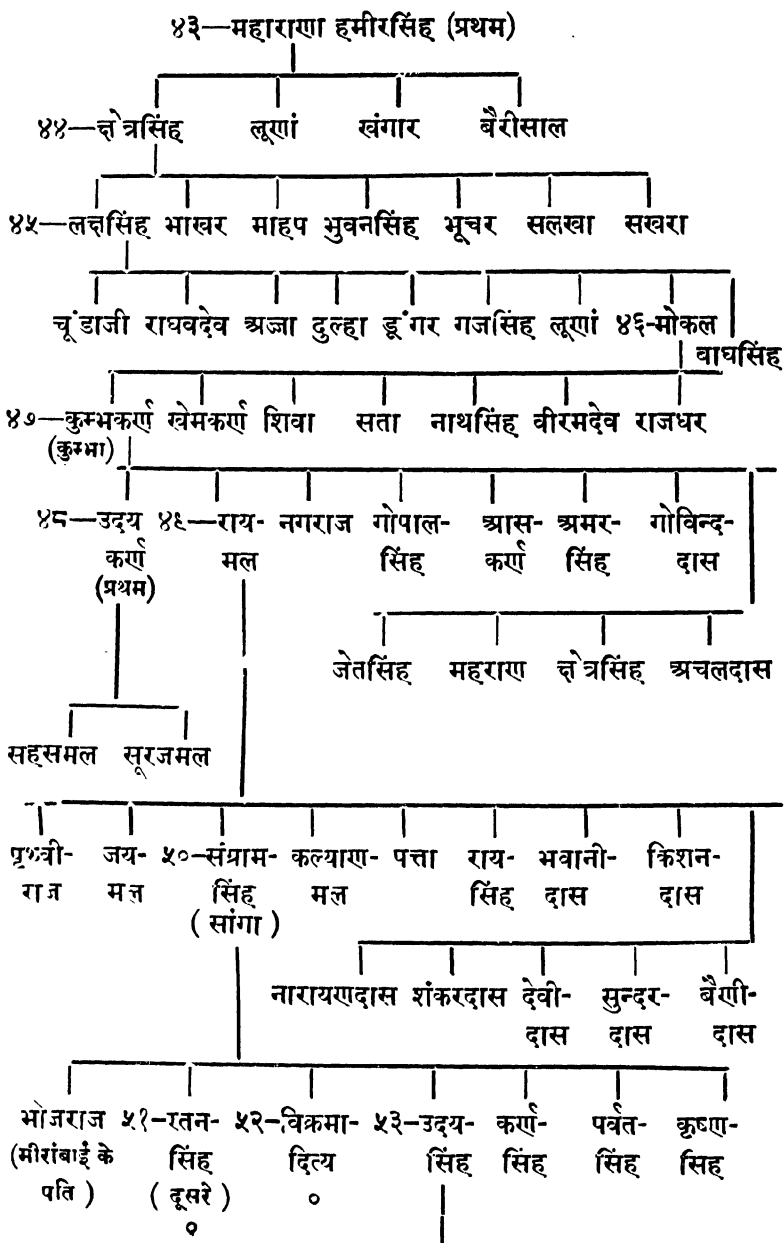 ४३—महाराणा हमीरसिंह (प्रथम)
४४—क्षेत्रसिंह लूणां खंगार बैरीसाल
४५—लक्षसिंह भाखर माहप भुवनसिंह भूचर सलखा सखरा
चूंडाजी राघवदेव अज्जा दुल्हा डूंगर गजसिंह लूणां ४६-मोकल
वाघसिंह
४७—कुम्भकर्ण खेमकर्ण शिवा सता नाथसिंह वीरमदेव राजधर
(कुम्भा)
४८—उदय ४९—राय- नगराज गोपाल- आस- अमर- गोविन्द-
कर्ण मल सिंह कर्ण सिंह दास
(प्रथम)
जेतसिंह महराण क्षेत्रसिंह अचलदास
सहसमल सूरजमल
पृथ्वी- जय- ५०—संग्राम- कल्याण- पत्ता राय- भवानी- किशन-
राज मल सिंह मल सिंह दास दास
(सांगा)
नारायणदास शंकरदास देवी- सुन्दर- बैणी-
दास दास दास
भोजराज ५१—रतन- ५२—विक्रमा- ५३—उदय- कर्ण- पर्वत- कृष्ण-
(मीरांबाई के सिंह दित्य सिंह सिंह सिंह सिह
पति) (दूसरे) ०
०